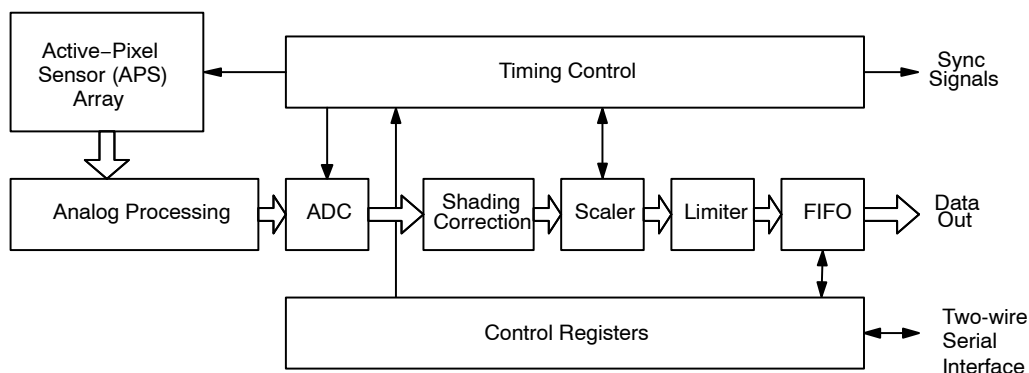 Active−Pixel
Sensor (APS)
Array
Timing Control
Sync
Signals
Analog Processing
ADC
Shading
Correction
Scaler
Limiter
FIFO
Data
Out
Control Registers
Two-wire
Serial
Interface